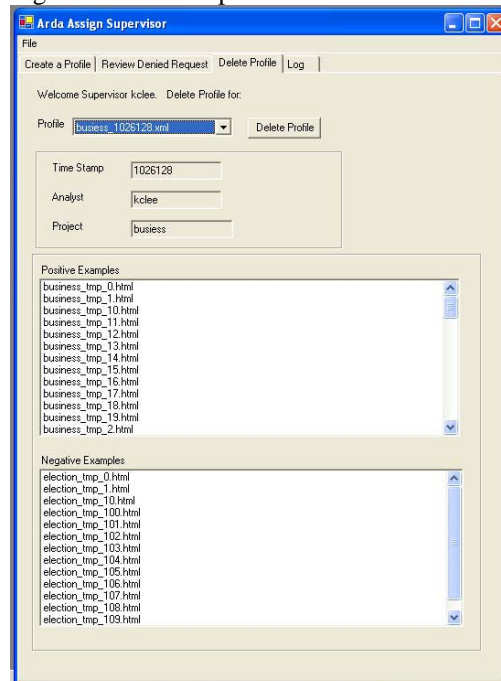 Arda Assign Supervisor
File
Create a Profile Review Denied Request Delete Profile Log
Welcome Supervisor kclee. Delete Profile for:
Profile busiess_1026128.xml Delete Profile
Time Stamp 1026128
Analyst kclee
Project busiess
Positive Examples
business_tmp_0.html
business_tmp_1.html
business_tmp_10.html
business_tmp_11.html
business_tmp_12.html
business_tmp_13.html
business_tmp_14.html
business_tmp_15.html
business_tmp_16.html
business_tmp_17.html
business_tmp_18.html
business_tmp_19.html
business_tmp_2.html
Negative Examples
election_tmp_0.html
election_tmp_1.html
election_tmp_10.html
election_tmp_100.html
election_tmp_101.html
election_tmp_102.html
election_tmp_103.html
election_tmp_104.html
election_tmp_105.html
election_tmp_106.html
election_tmp_107.html
election_tmp_108.html
election_tmp_109.html